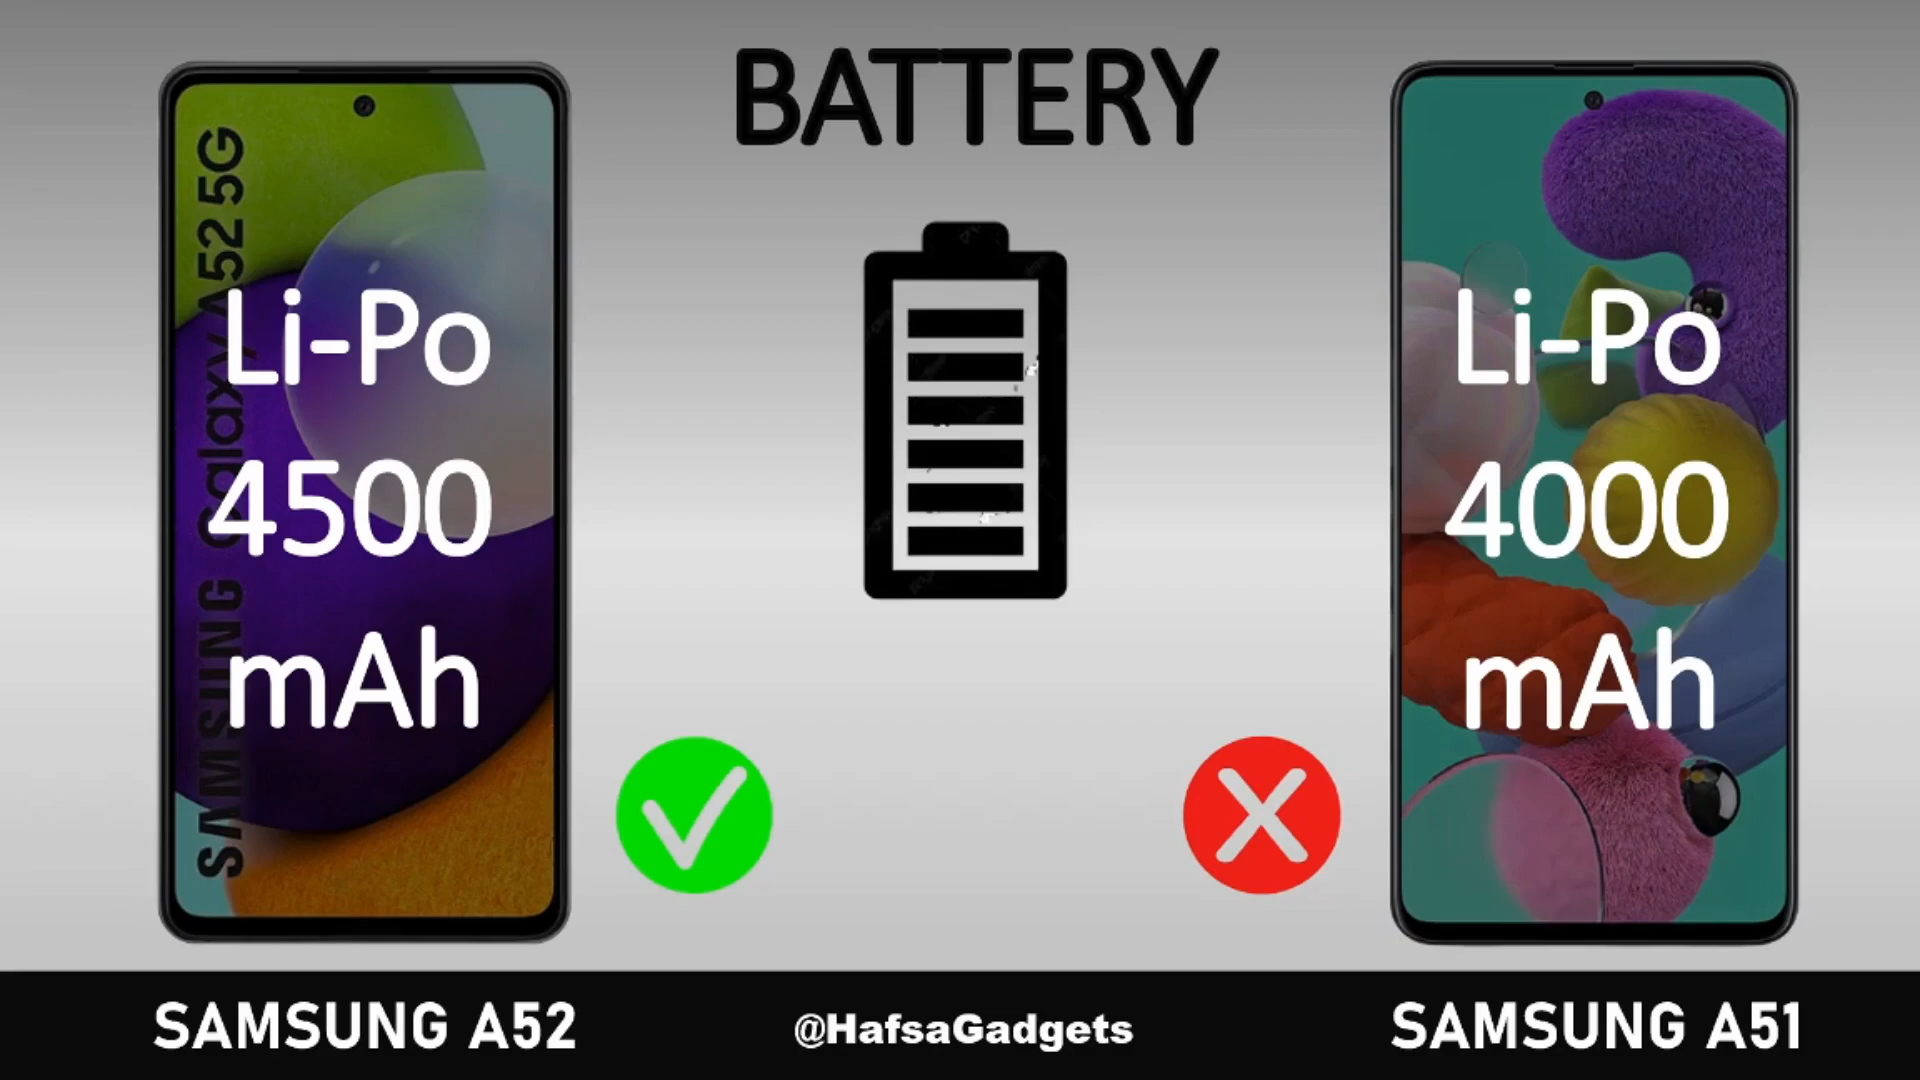 BATTERY
SAMSUNG Galaxy A52 5G
Li-Po
4500
mAh
Li-Po
4000
mAh
SAMSUNG A52
@HafsaGadgets
SAMSUNG A51